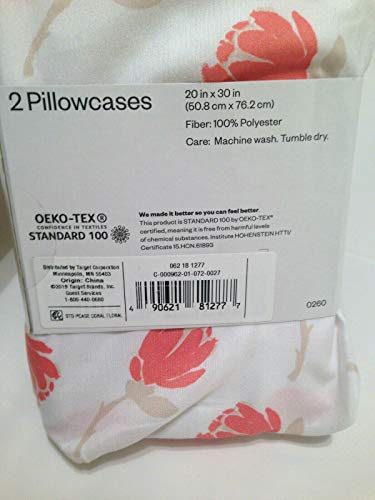 2 Pillowcases
20 in x 30 in
(50.8 cm x 76.2 cm)
Fiber: 100% Polyester
Care: Machine wash. Tumble dry.
OEKO-TEX®
CONFIDENCE IN TEXTILES
STANDARD 100
We made it better so you can feel better.
This product is STANDARD 100 by OEKO-TEX®
certified, meaning it is free from harmful levels
of chemical substances. Institute HOHENSTEIN HTTI/
Certificate 15.HCN.61896
Distributed by Target Corporation
Minneapolis, MN 55403
Origin: China
©2019 Target Brands, Inc.
Guest Services
1-800-440-0680
STD PCASE CORAL FLORAL
062 18 1277
C-000962-01-072-0027
4 90621 81277 7
0260